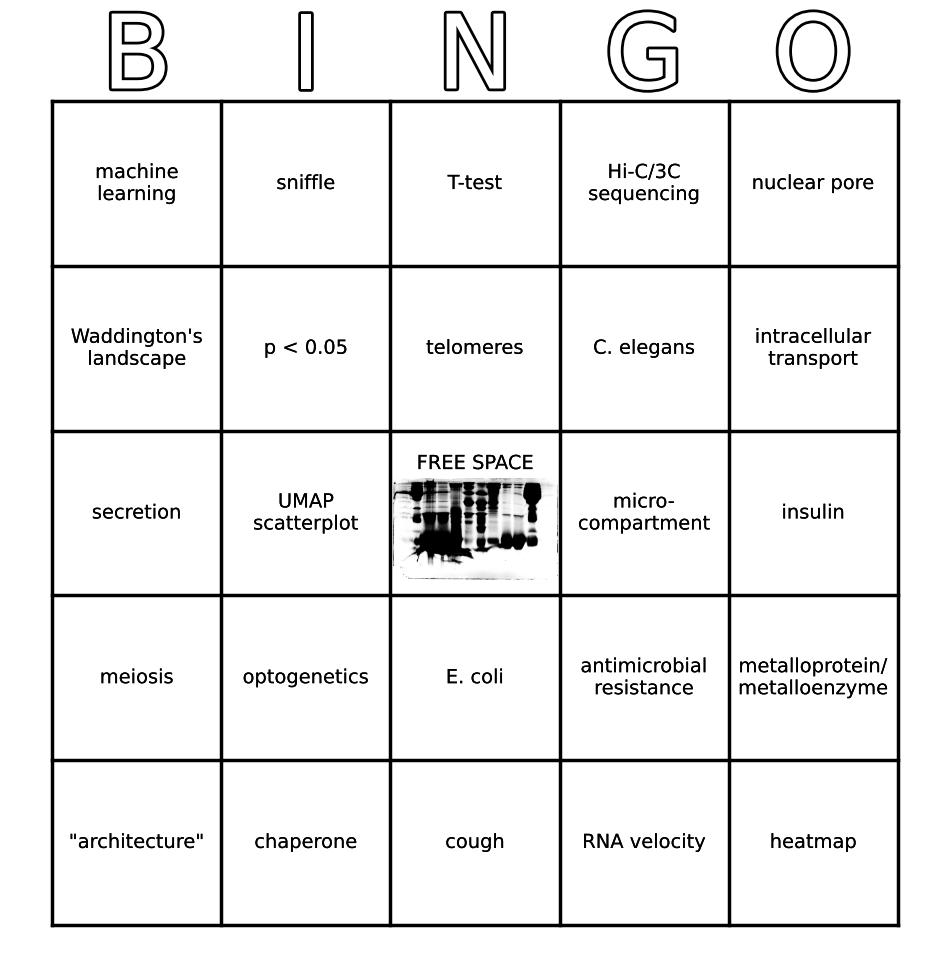 B I N G O
machine
learning
sniffle
T-test
Hi-C/3C
sequencing
nuclear pore
Waddington's
landscape
p < 0.05
telomeres
C. elegans
intracellular
transport
secretion
UMAP
scatterplot
FREE SPACE
micro-
compartment
insulin
meiosis
optogenetics
E. coli
antimicrobial
resistance
metalloprotein/
metalloenzyme
"architecture"
chaperone
cough
RNA velocity
heatmap